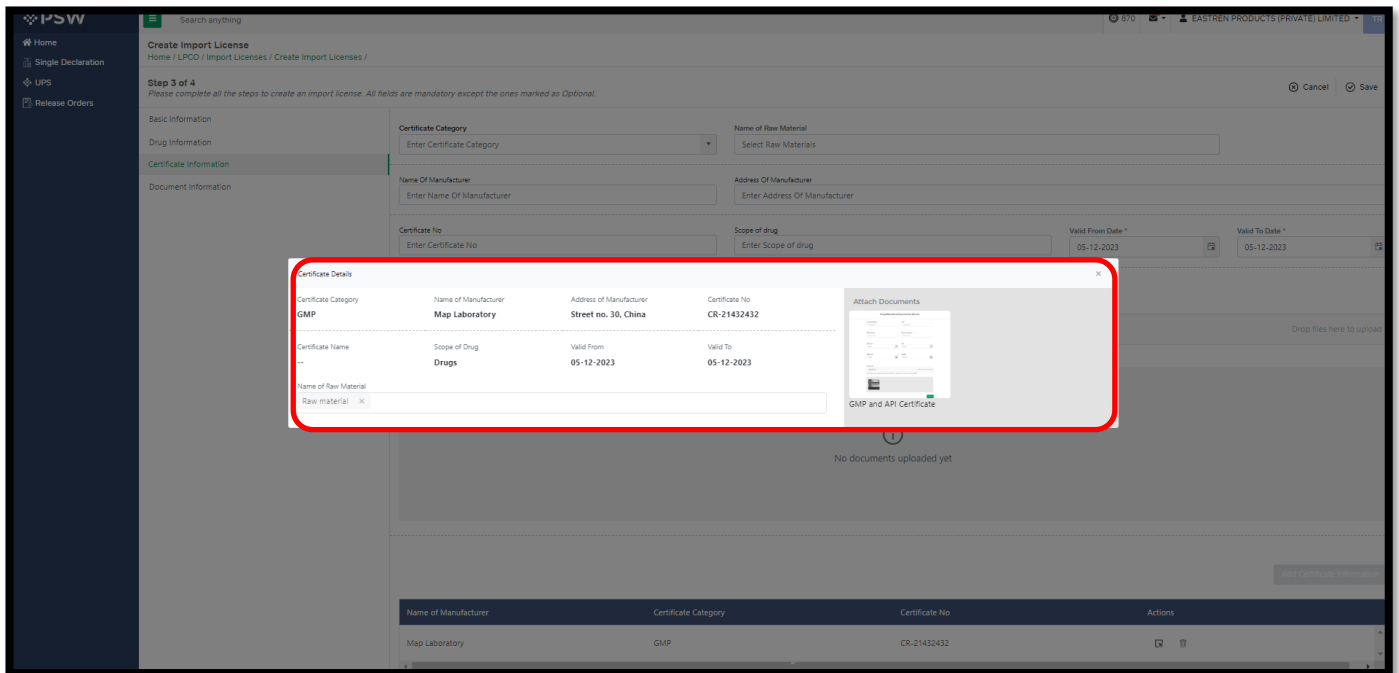 PSW
Search anything
870
EASTREN PRODUCTS (PRIVATE) LIMITED
TR
Home
Single Declaration
UPS
Release Orders
Create Import License
Home / LPCO / Import Licenses / Create Import Licenses /
Step 3 of 4
Please complete all the steps to create an import license. All fields are mandatory except the ones marked as Optional.
Cancel
Save
Basic Information
Drug Information
Certificate Information
Document Information
Certificate Category
Name of Raw Material
Enter Certificate Category
Select Raw Materials
Name Of Manufacturer
Address Of Manufacturer
Enter Name Of Manufacturer
Enter Address Of Manufacturer
Certificate No
Scope of drug
Valid From Date *
Valid To Date *
Enter Certificate No
Enter Scope of drug
05-12-2023
05-12-2023
Certificate Details
×
Certificate Category
Name of Manufacturer
Address of Manufacturer
Certificate No
GMP
Map Laboratory
Street no. 30, China
CR-21432432
Certificate Name
Scope of Drug
Valid From
Valid To
--
Drugs
05-12-2023
05-12-2023
Name of Raw Material
Raw material ×
Attach Documents
GMP and API Certificate
Drop files here to upload
No documents uploaded yet
Add Certificate Information
Name of Manufacturer
Certificate Category
Certificate No
Actions
Map Laboratory
GMP
CR-21432432